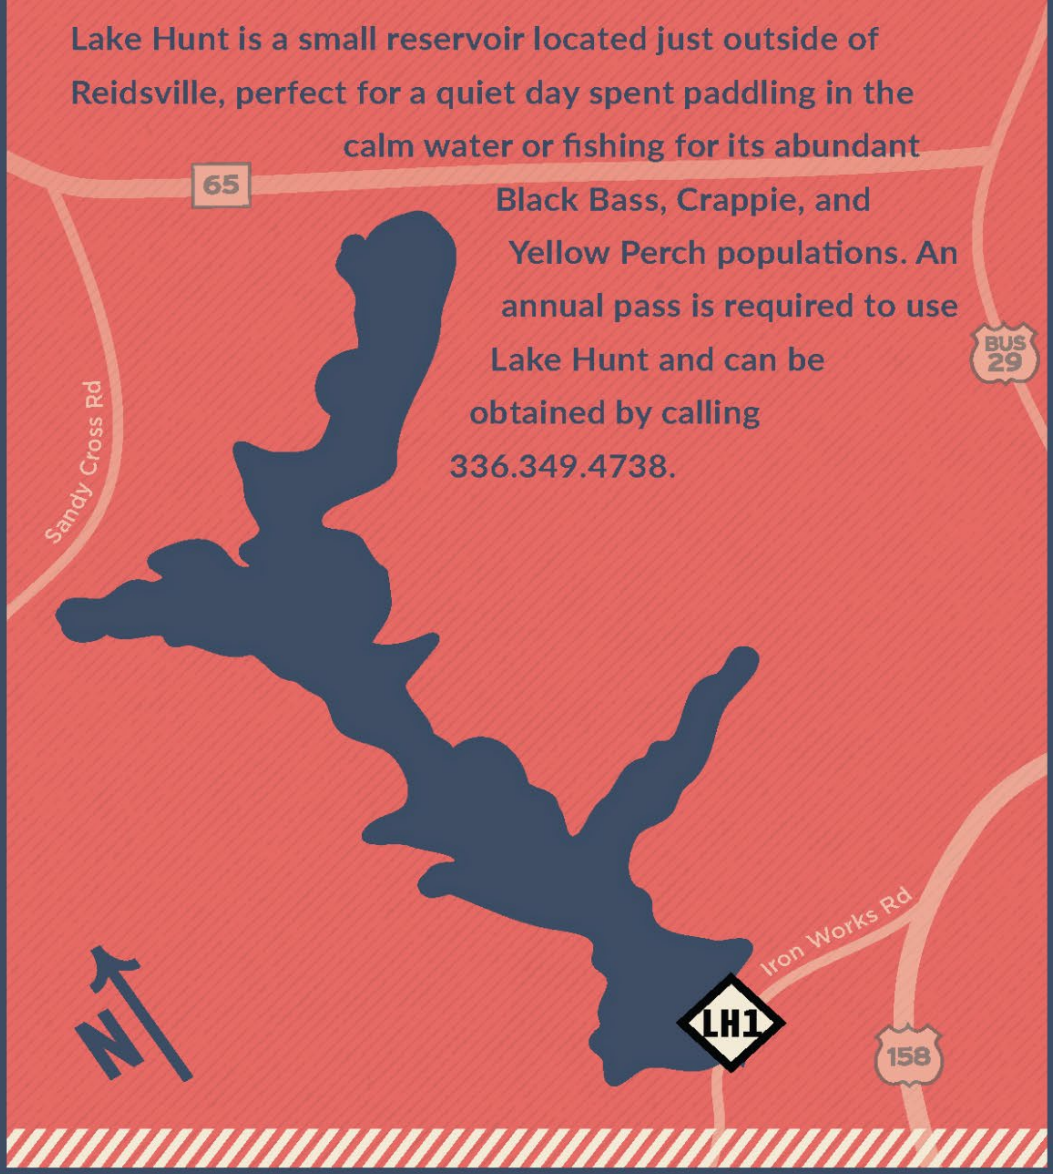 Lake Hunt is a small reservoir located just outside of
Reidsville, perfect for a quiet day spent paddling in the
calm water or fishing for its abundant
65
Black Bass, Crappie, and
Yellow Perch populations. An
annual pass is required to use
BUS
29
Lake Hunt and can be
obtained by calling
336.349.4738.
Sandy Cross Rd
Iron Works Rd
N
LH1
158